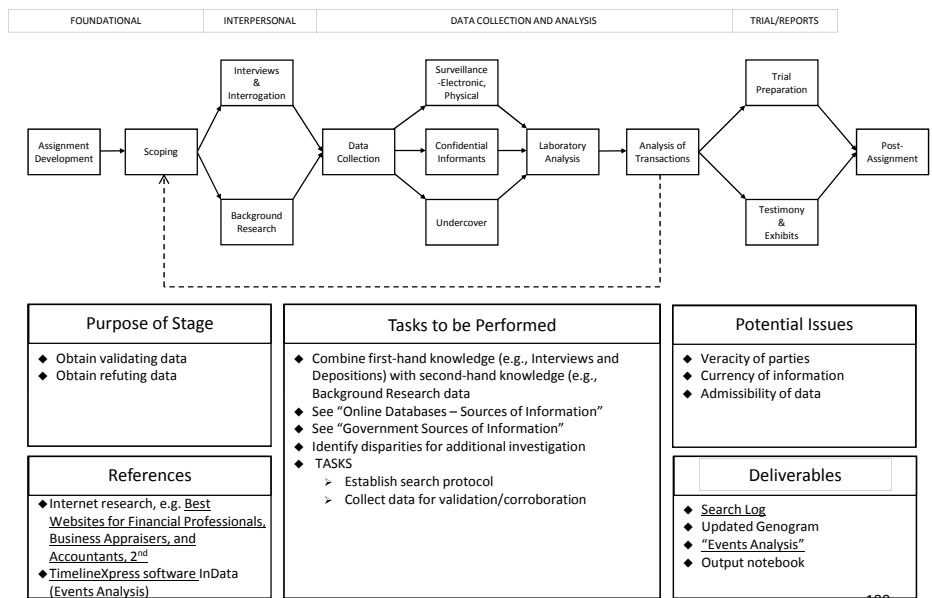 FOUNDATIONAL
INTERPERSONAL
DATA COLLECTION AND ANALYSIS
TRIAL/REPORTS
Interviews
&
Interrogation
Surveillance
-Electronic,
Physical
Trial
Preparation
Assignment
Development
Scoping
Data
Collection
Confidential
Informants
Laboratory
Analysis
Analysis of
Transactions
Post-
Assignment
Background
Research
Undercover
Testimony
&
Exhibits
Purpose of Stage
◆ Obtain validating data
◆ Obtain refuting data
Tasks to be Performed
◆ Combine first-hand knowledge (e.g., Interviews and
Depositions) with second-hand knowledge (e.g.,
Background Research data
◆ See “Online Databases – Sources of Information”
◆ See “Government Sources of Information”
◆ Identify disparities for additional investigation
◆ TASKS
➢ Establish search protocol
➢ Collect data for validation/corroboration
Potential Issues
◆ Veracity of parties
◆ Currency of information
◆ Admissibility of data
References
◆Internet research, e.g. Best
Websites for Financial Professionals,
Business Appraisers, and
Accountants, 2nd
◆TimelineXpress software InData
(Events Analysis)
Deliverables
◆ Search Log
◆ Updated Genogram
◆ “Events Analysis”
◆ Output notebook